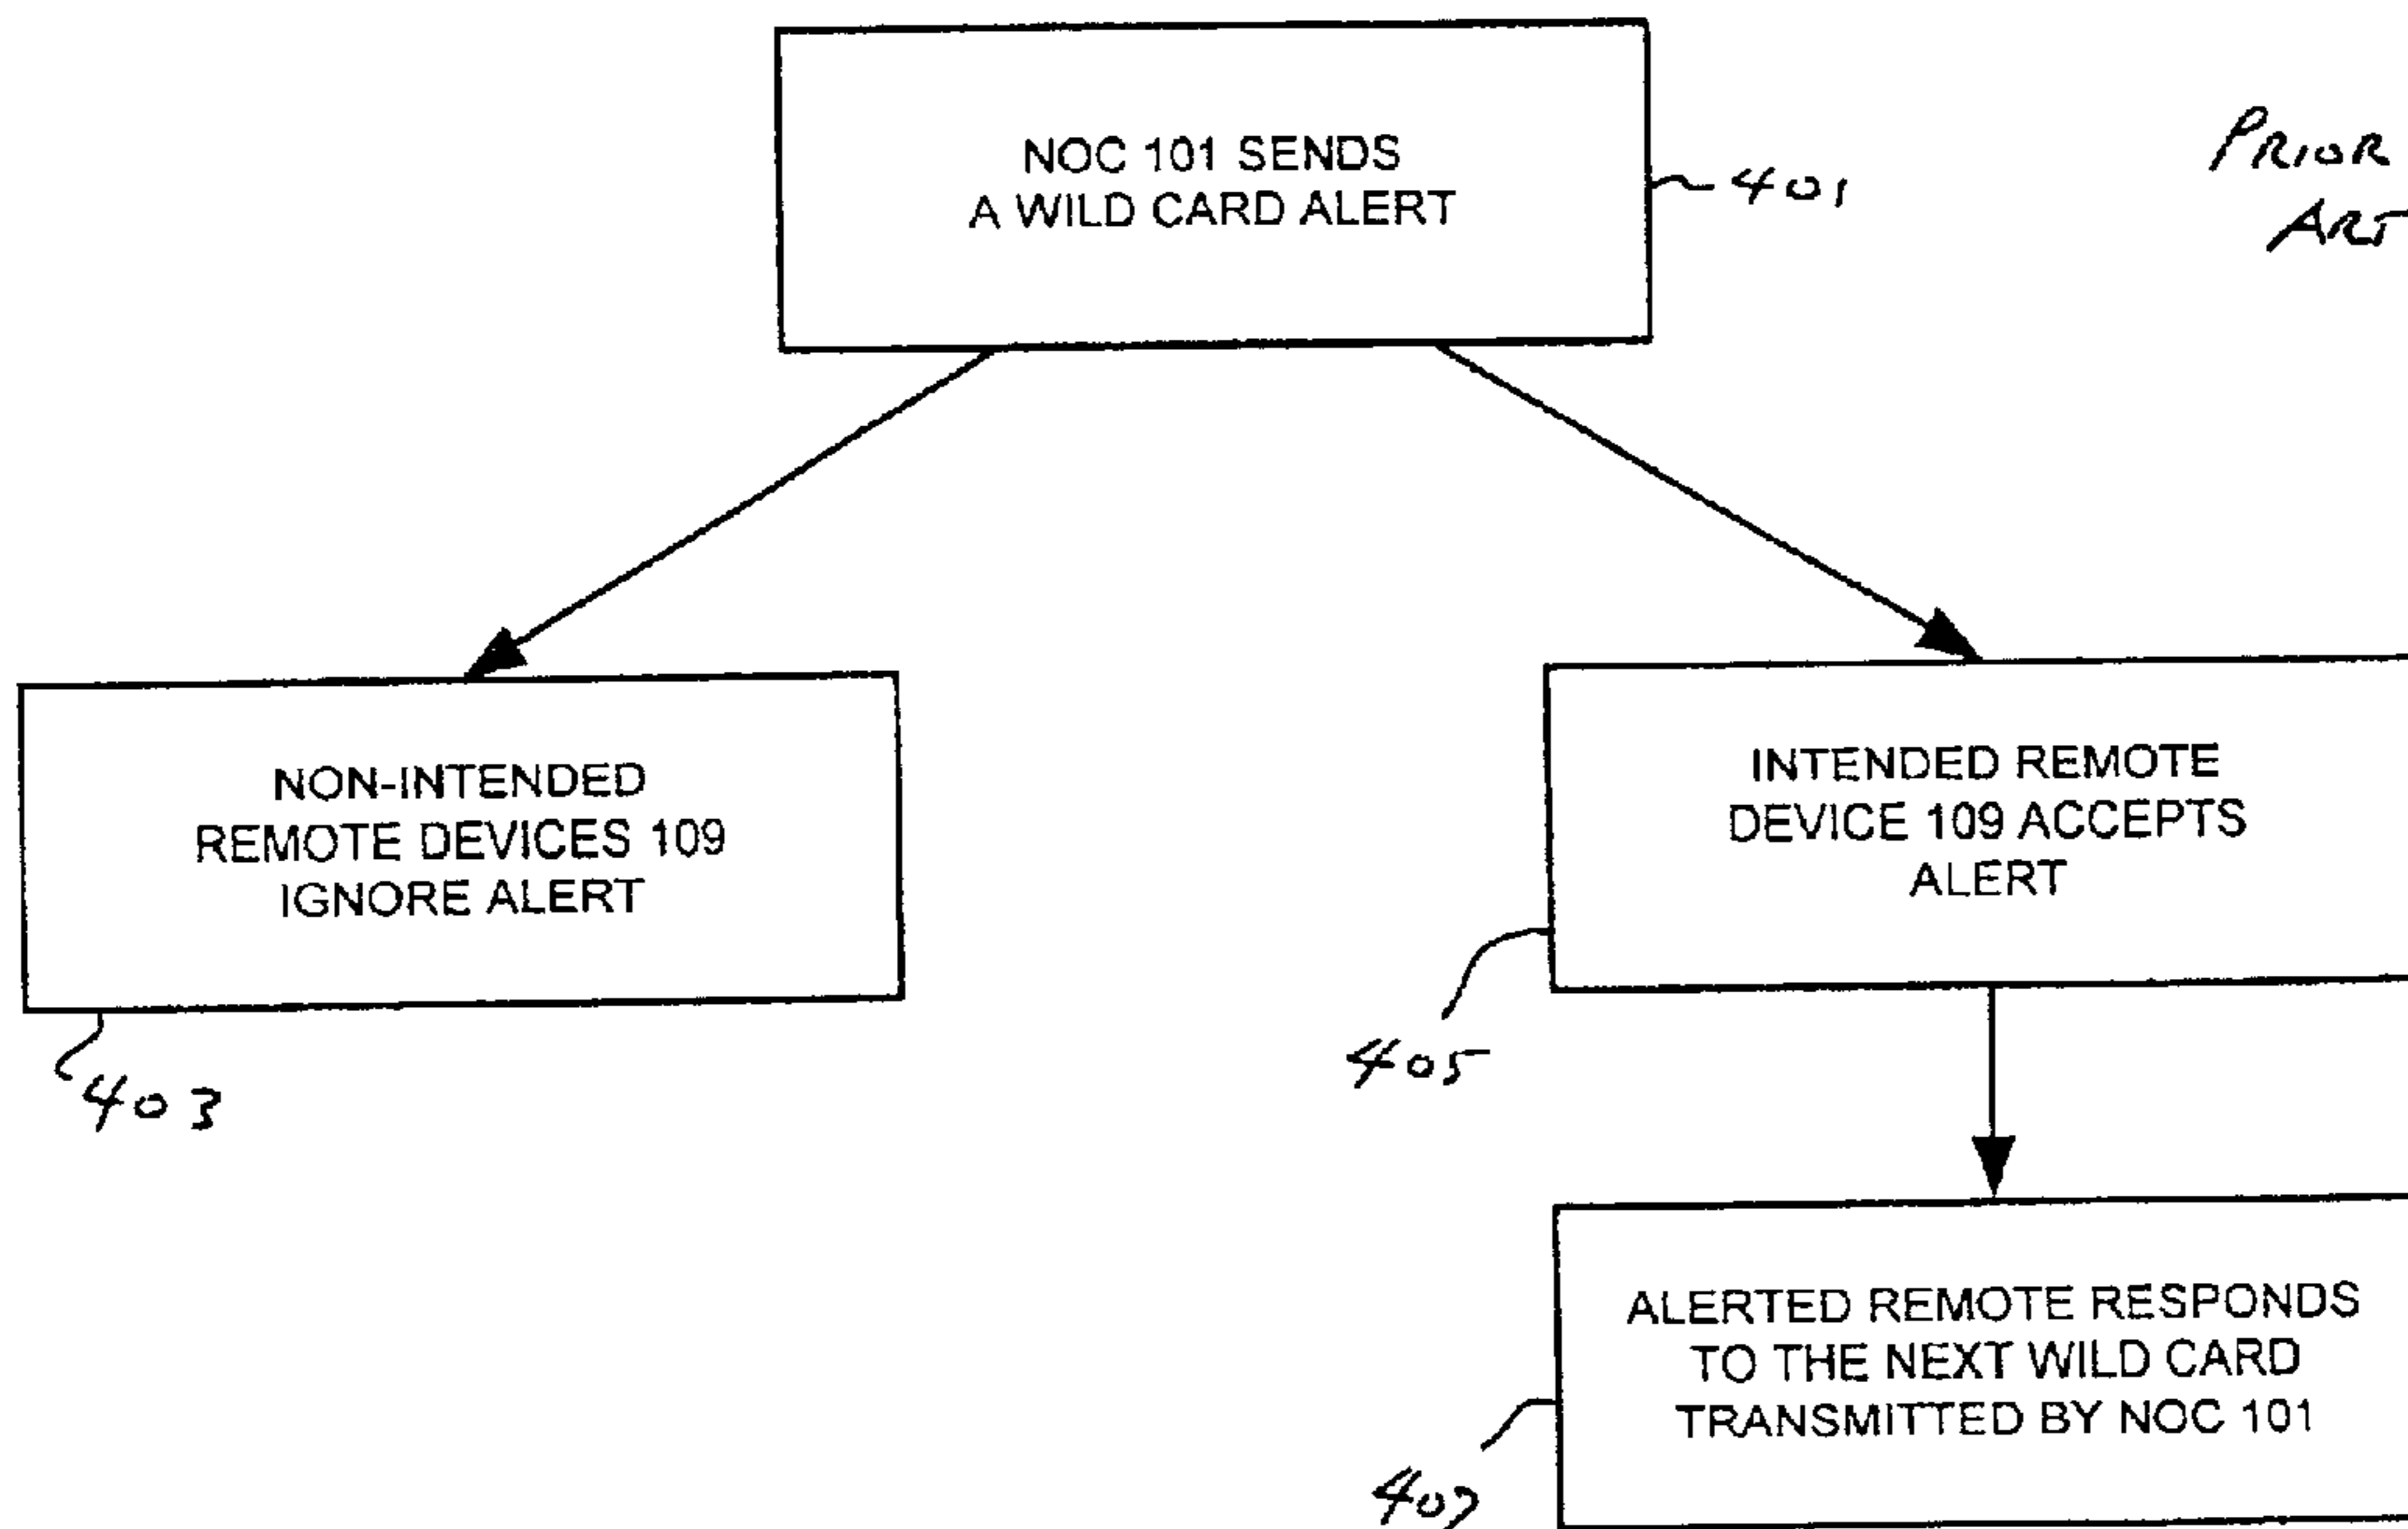 NOC 101 SENDS
A WILD CARD ALERT
401
PRIOR
ART
NON-INTENDED
REMOTE DEVICES 109
IGNORE ALERT
403
INTENDED REMOTE
DEVICE 109 ACCEPTS
ALERT
405
ALERTED REMOTE RESPONDS
TO THE NEXT WILD CARD
TRANSMITTED BY NOC 101
407